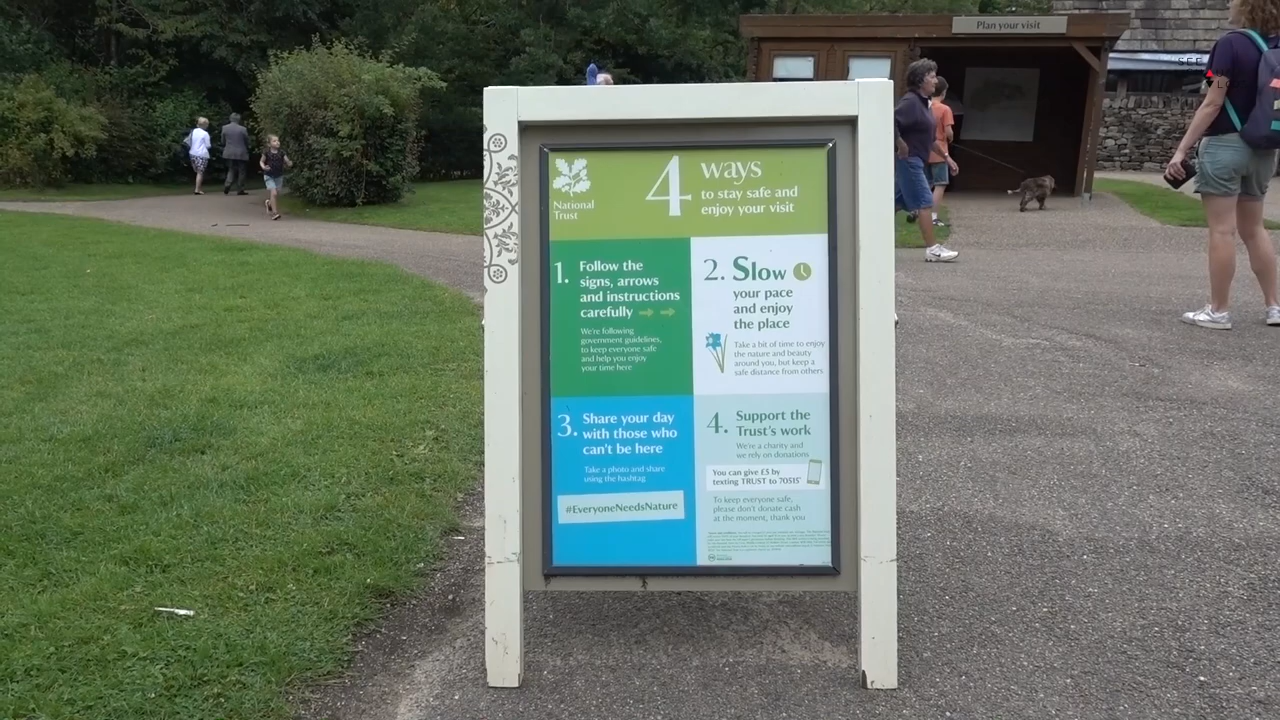 Plan your visit
SEE
National
Trust
4 ways
to stay safe and
enjoy your visit
1. Follow the
signs, arrows
and instructions
carefully
We're following
government guidelines,
to keep everyone safe
and help you enjoy
your time here
2. Slow
your pace
and enjoy
the place
Take a bit of time to enjoy
the nature and beauty
around you, but keep a
safe distance from others.
3. Share your day
with those who
can't be here
Take a photo and share
using the hashtag
#EveryoneNeedsNature
4. Support the
Trust's work
We're a charity and
we rely on donations
You can give £5 by
texting TRUST to 70515*
To keep everyone safe,
please don't donate cash
at the moment, thank you